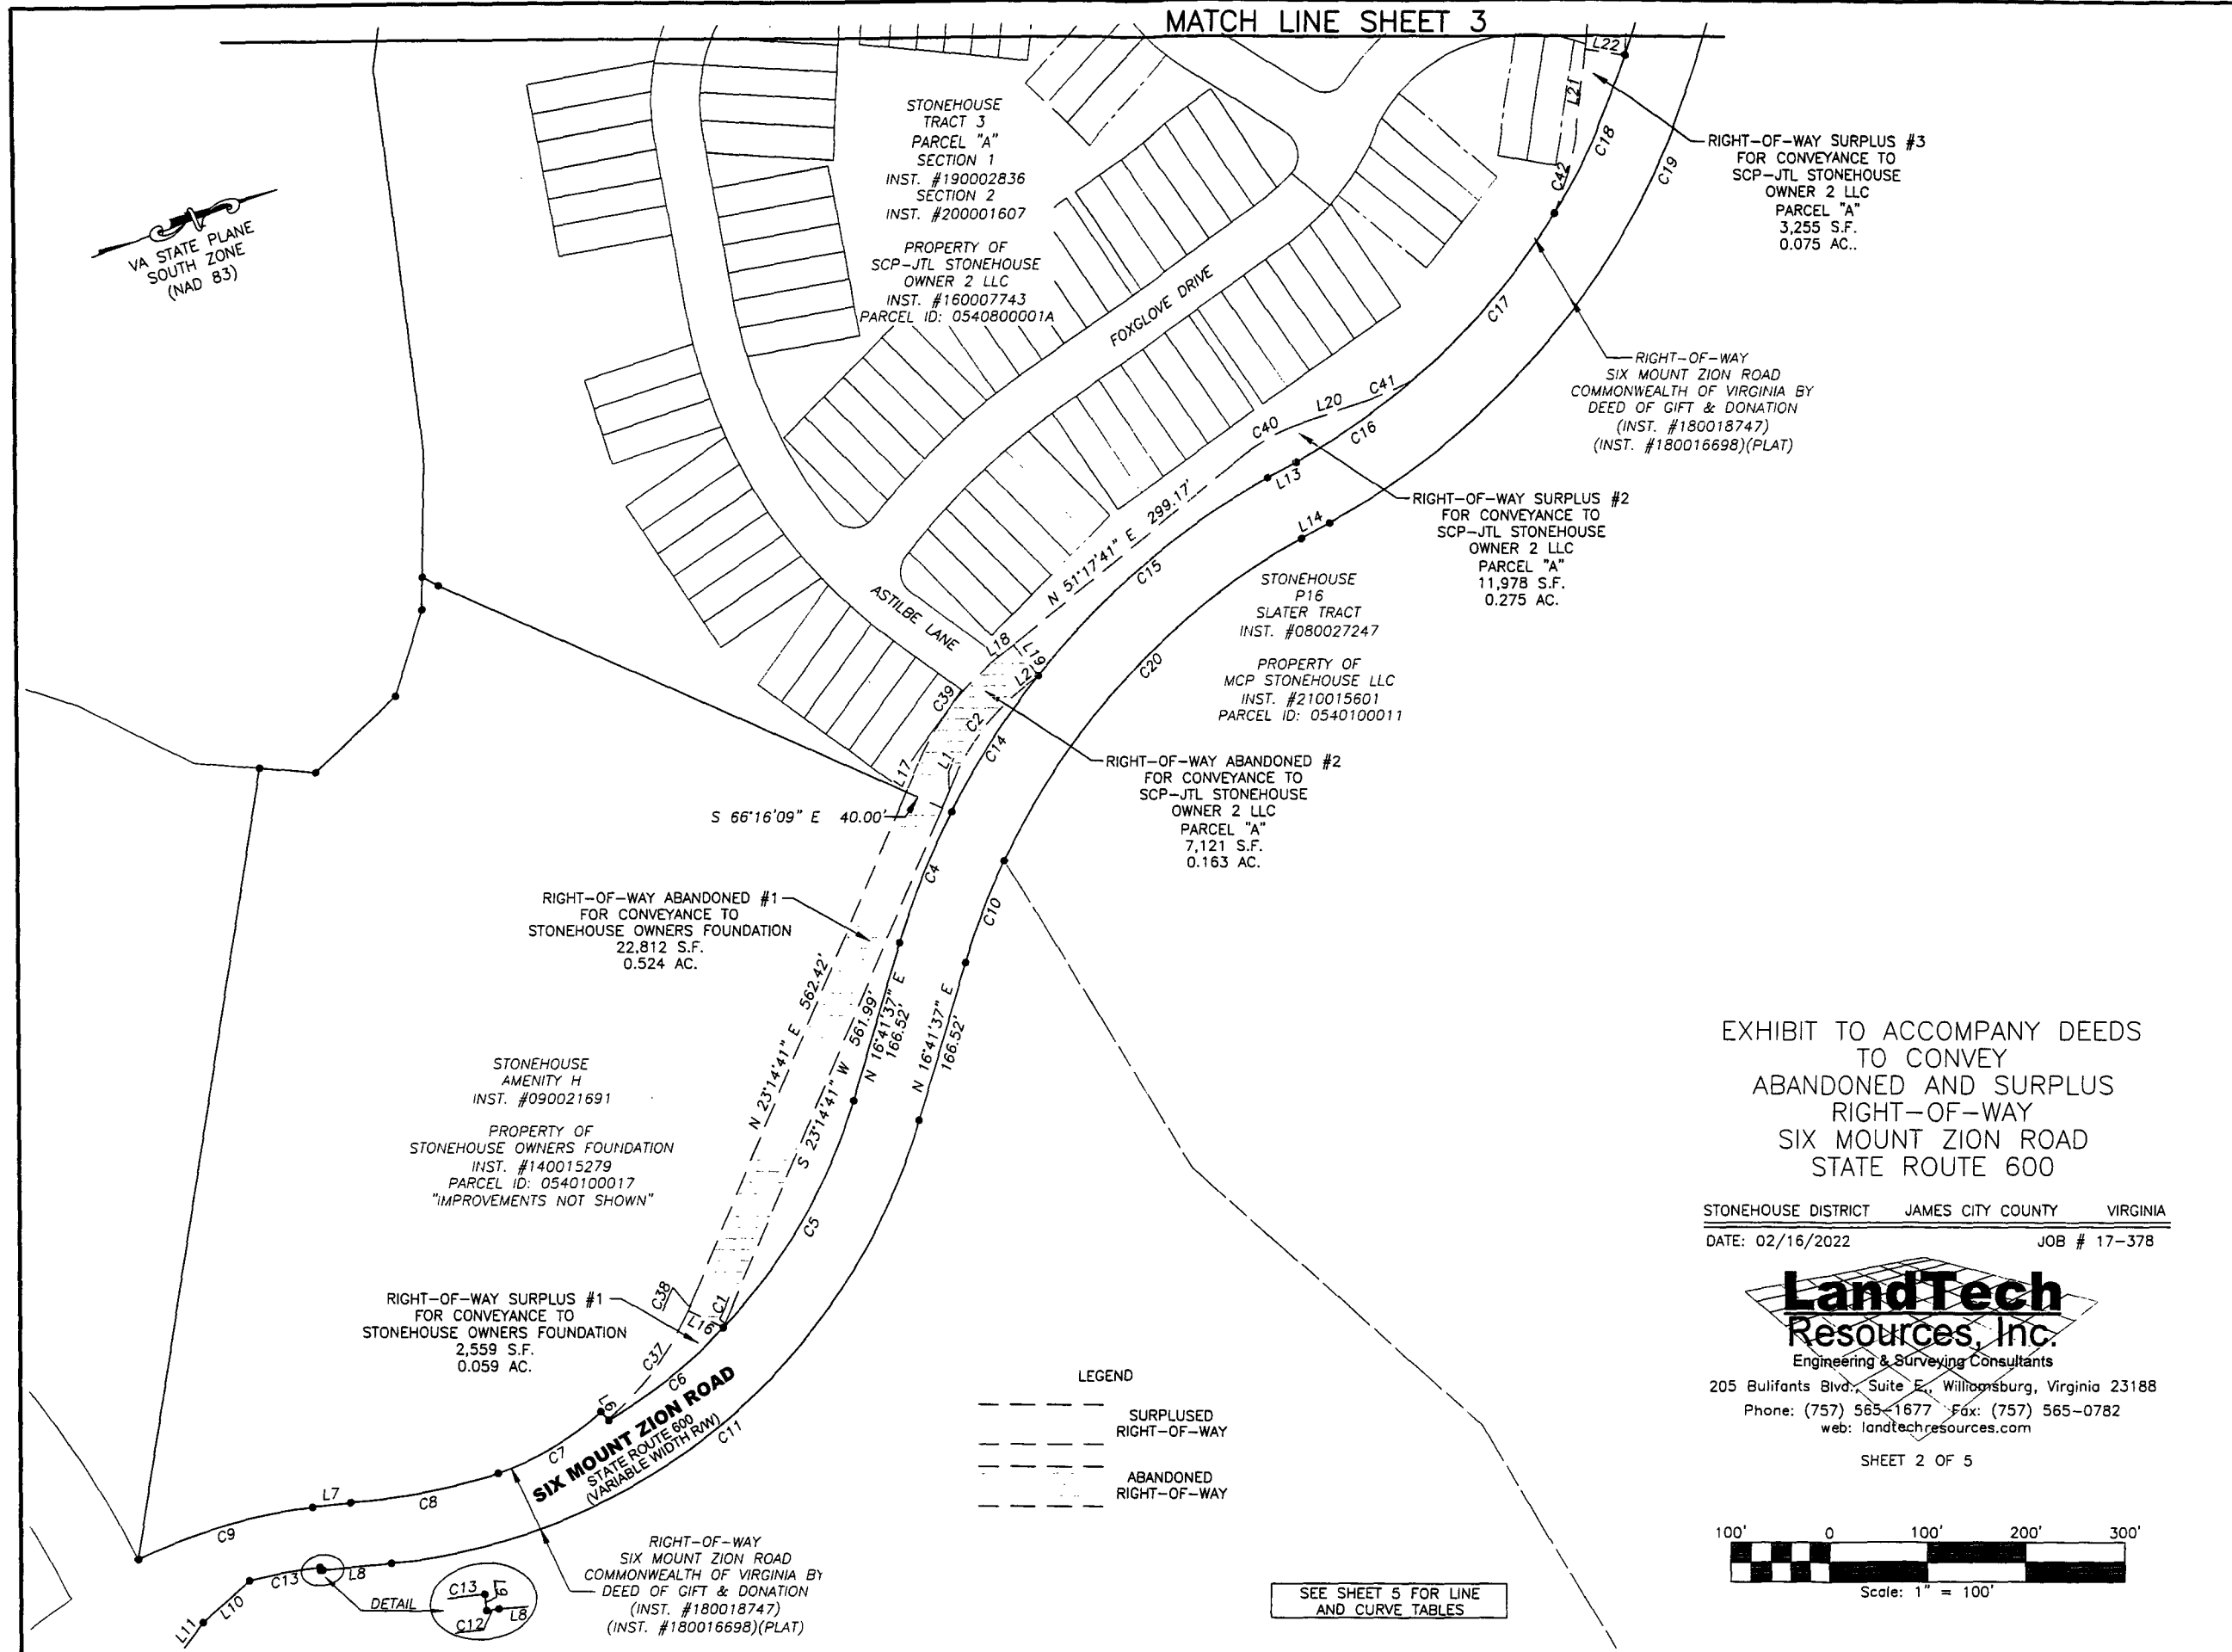 MATCH LINE SHEET 3
VA STATE PLANE
SOUTH ZONE
(NAD 83)
STONEHOUSE
TRACT 3
PARCEL "A"
SECTION 1
INST. #190002836
SECTION 2
INST. #200001607
PROPERTY OF
SCP-JTL STONEHOUSE
OWNER 2 LLC
INST. #160007743
PARCEL ID: 0540800001A
L22
L21
C18
C19
C42
RIGHT-OF-WAY SURPLUS #3
FOR CONVEYANCE TO
SCP-JTL STONEHOUSE
OWNER 2 LLC
PARCEL "A"
3,255 S.F.
0.075 AC..
FOXGLOVE DRIVE
C17
RIGHT-OF-WAY
SIX MOUNT ZION ROAD
COMMONWEALTH OF VIRGINIA BY
DEED OF GIFT & DONATION
(INST. #180018747)
(INST. #180016698)(PLAT)
C41
L20
C40
C16
L13
L14
N 51°17'41" E 299.17'
C15
RIGHT-OF-WAY SURPLUS #2
FOR CONVEYANCE TO
SCP-JTL STONEHOUSE
OWNER 2 LLC
PARCEL "A"
11,978 S.F.
0.275 AC.
STONEHOUSE
P16
SLATER TRACT
INST. #080027247
PROPERTY OF
MCP STONEHOUSE LLC
INST. #210015601
PARCEL ID: 0540100011
ASTILBE LANE
L18
L19
L2
C20
C39
C2
C14
L1
L17
RIGHT-OF-WAY ABANDONED #2
FOR CONVEYANCE TO
SCP-JTL STONEHOUSE
OWNER 2 LLC
PARCEL "A"
7,121 S.F.
0.163 AC.
S 66°16'09" E 40.00'
C4
C10
RIGHT-OF-WAY ABANDONED #1
FOR CONVEYANCE TO
STONEHOUSE OWNERS FOUNDATION
22,812 S.F.
0.524 AC.
N 23°14'41" E 562.42'
S 23°14'41" W 561.99'
N 16°41'37" E
166.52'
N 16°41'37" E
166.52'
STONEHOUSE
AMENITY H
INST. #090021691
PROPERTY OF
STONEHOUSE OWNERS FOUNDATION
INST. #140015279
PARCEL ID: 0540100017
"IMPROVEMENTS NOT SHOWN"
C5
EXHIBIT TO ACCOMPANY DEEDS
TO CONVEY
ABANDONED AND SURPLUS
RIGHT-OF-WAY
SIX MOUNT ZION ROAD
STATE ROUTE 600
STONEHOUSE DISTRICT JAMES CITY COUNTY VIRGINIA
DATE: 02/16/2022 JOB # 17-378
LandTech
Resources, Inc.
Engineering & Surveying Consultants
205 Bulifants Blvd., Suite E., Williamsburg, Virginia 23188
Phone: (757) 565-1677 Fax: (757) 565-0782
web: landtechresources.com
SHEET 2 OF 5
RIGHT-OF-WAY SURPLUS #1
FOR CONVEYANCE TO
STONEHOUSE OWNERS FOUNDATION
2,559 S.F.
0.059 AC.
C38
C1
L16
C37
C6
L6
C7
SIX MOUNT ZION ROAD
STATE ROUTE 600
(VARIABLE WIDTH R/W)
C11
LEGEND
SURPLUSED
RIGHT-OF-WAY
ABANDONED
RIGHT-OF-WAY
L7
C8
C9
C13
L8
L10
L11
DETAIL
C13
L9
C12
L8
RIGHT-OF-WAY
SIX MOUNT ZION ROAD
COMMONWEALTH OF VIRGINIA BY
DEED OF GIFT & DONATION
(INST. #180018747)
(INST. #180016698)(PLAT)
SEE SHEET 5 FOR LINE
AND CURVE TABLES
100' 0 100' 200' 300'
Scale: 1" = 100'